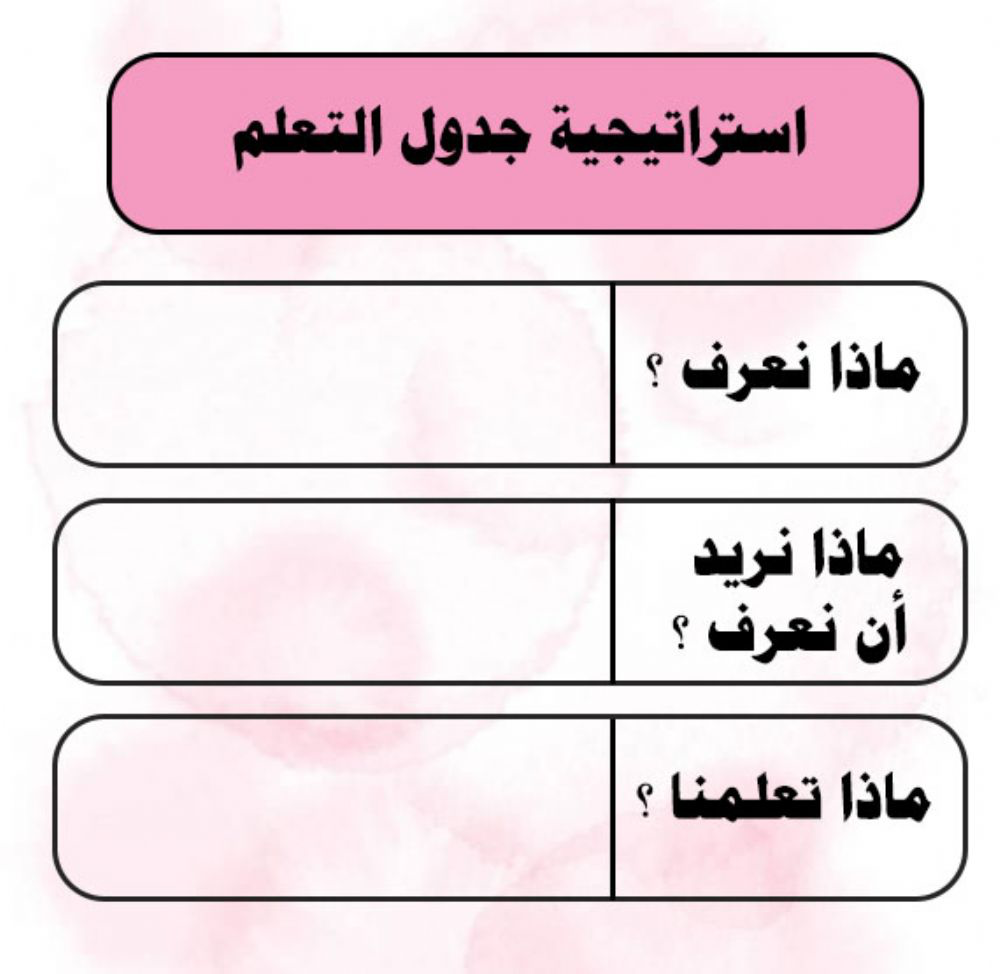 استراتيجية جدول التعلم
ماذا نعرف ؟
ماذا نريد
أن نعرف ؟
ماذا تعلمنا ؟